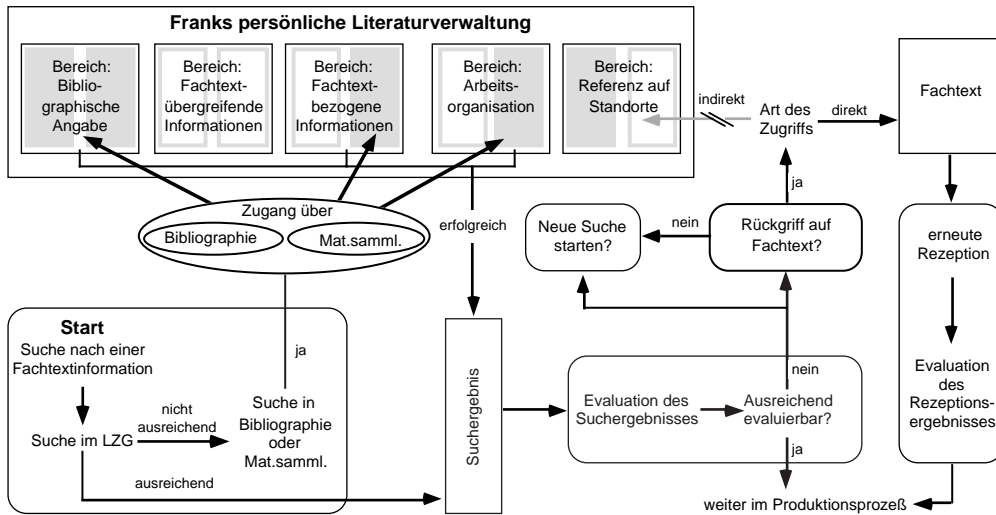 Franks persönliche Literaturverwaltung
Bereich:
Biblio-
graphische
Angabe
Bereich:
Fachtext-
übergreifende
Informationen
Bereich:
Fachtext-
bezogene
Informationen
Bereich:
Arbeits-
organisation
Bereich:
Referenz auf
Standorte
indirekt
Art des
Zugriffs
direkt
Fachtext
ja
Zugang über
Bibliographie
Mat.samml.
erfolgreich
Neue Suche
starten?
nein
Rückgriff auf
Fachtext?
erneute
Rezeption
Evaluation
des
Rezeptions-
ergebnisses
Start
Suche nach einer
Fachtextinformation
ja
Suche im LZG
nicht
ausreichend
Suche in
Bibliographie
oder
Mat.samml.
ausreichend
Suchergebnis
Evaluation des
Suchergebnisses
nein
Ausreichend
evaluierbar?
ja
weiter im Produktionsprozeß